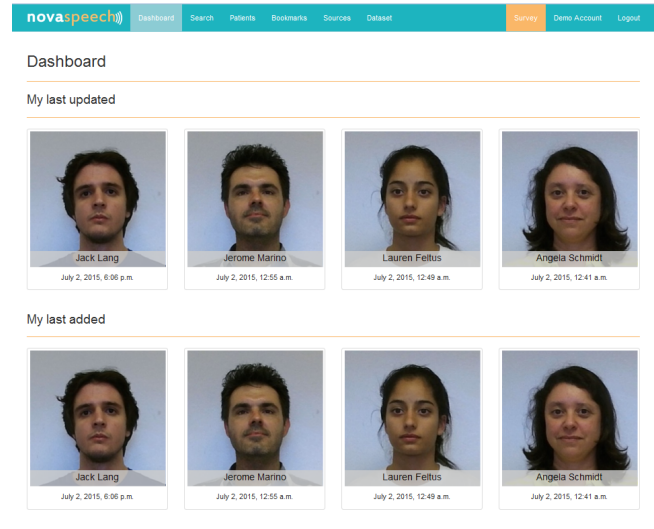 novaspeech Dashboard Search Patients Bookmarks Sources Dataset Survey Demo Account Logout
Dashboard
My last updated
Jack Lang Jerome Marino Lauren Feltus Angela Schmidt
July 2, 2015, 6:06 p.m. July 2, 2015, 12:55 a.m. July 2, 2015, 12:49 a.m. July 2, 2015, 12:41 a.m.
My last added
Jack Lang Jerome Marino Lauren Feltus Angela Schmidt
July 2, 2015, 6:06 p.m. July 2, 2015, 12:55 a.m. July 2, 2015, 12:49 a.m. July 2, 2015, 12:41 a.m.